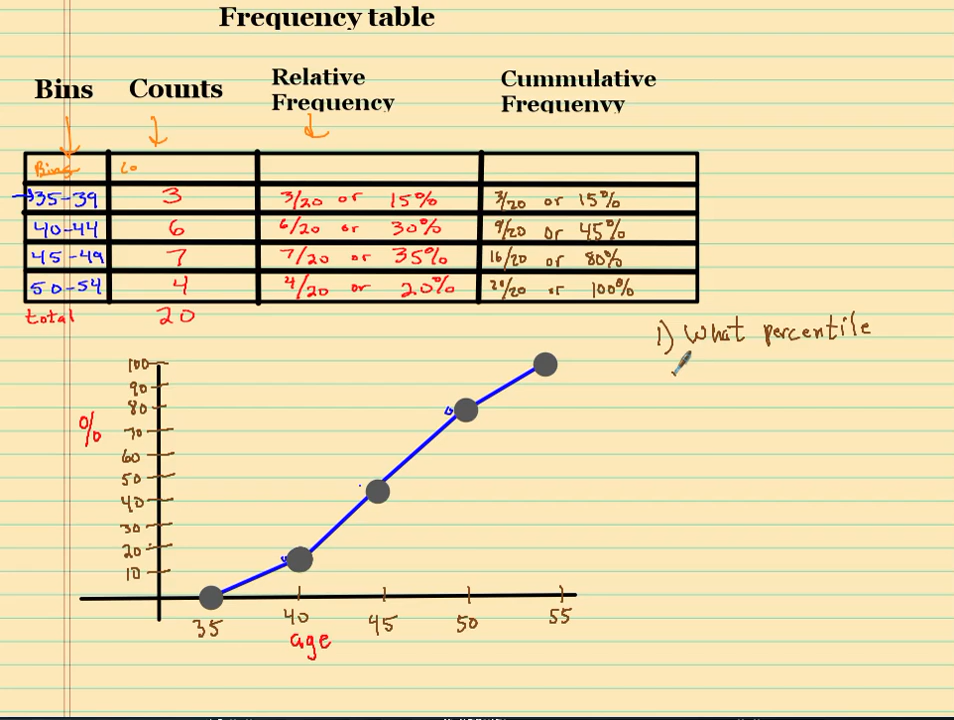 Frequency table
Bins Counts Relative Frequency Cummulative Frequenvv
Bins Co
35-39 3 3/20 or 15% 3/20 or 15%
40-44 6 6/20 or 30% 9/20 or 45%
45-49 7 7/20 or 35% 16/20 or 80%
50-54 4 4/20 or 20% 20/20 or 100%
total 20
1) What percentile
100
90
80
%
70
60
50
40
30
20
10
35 40 45 50 55
age